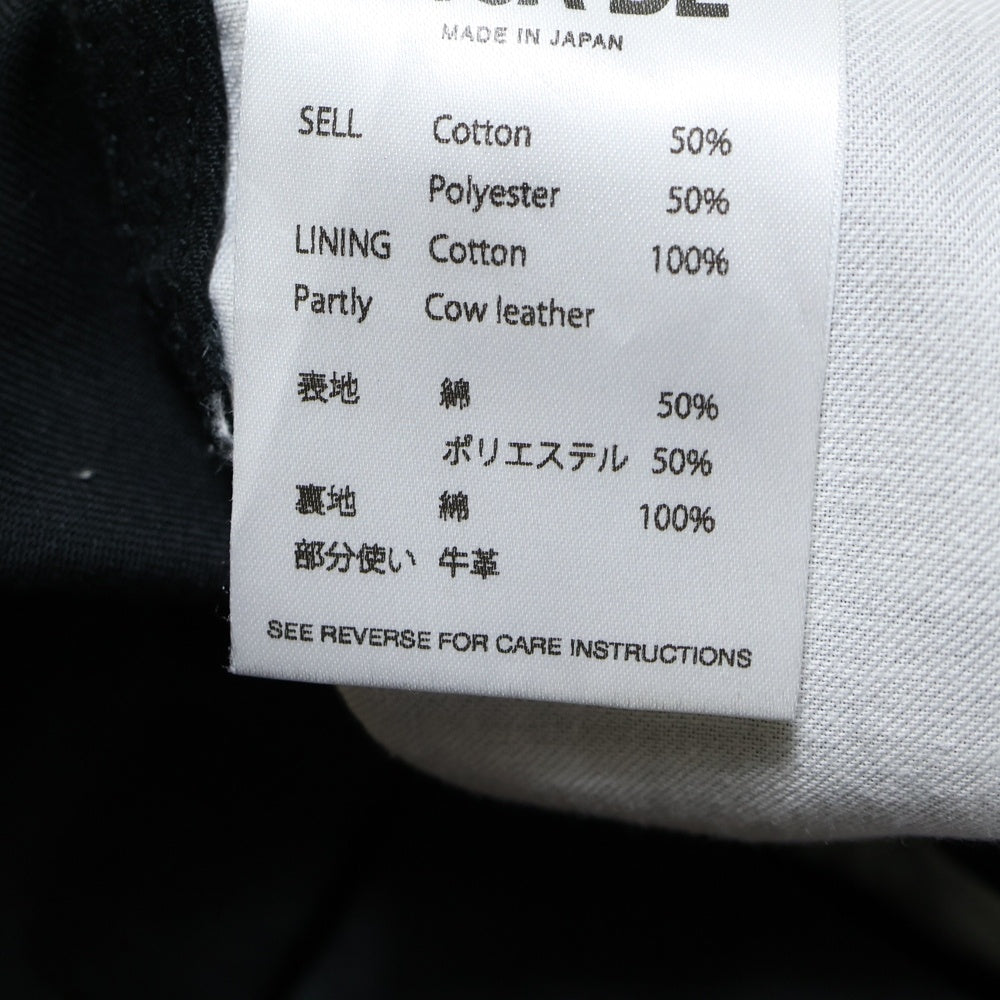 MADE IN JAPAN
SELL Cotton 50%
Polyester 50%
LINING Cotton 100%
Partly Cow leather
表地 綿 50%
ポリエステル 50%
裏地 綿 100%
部分使い 牛革
SEE REVERSE FOR CARE INSTRUCTIONS